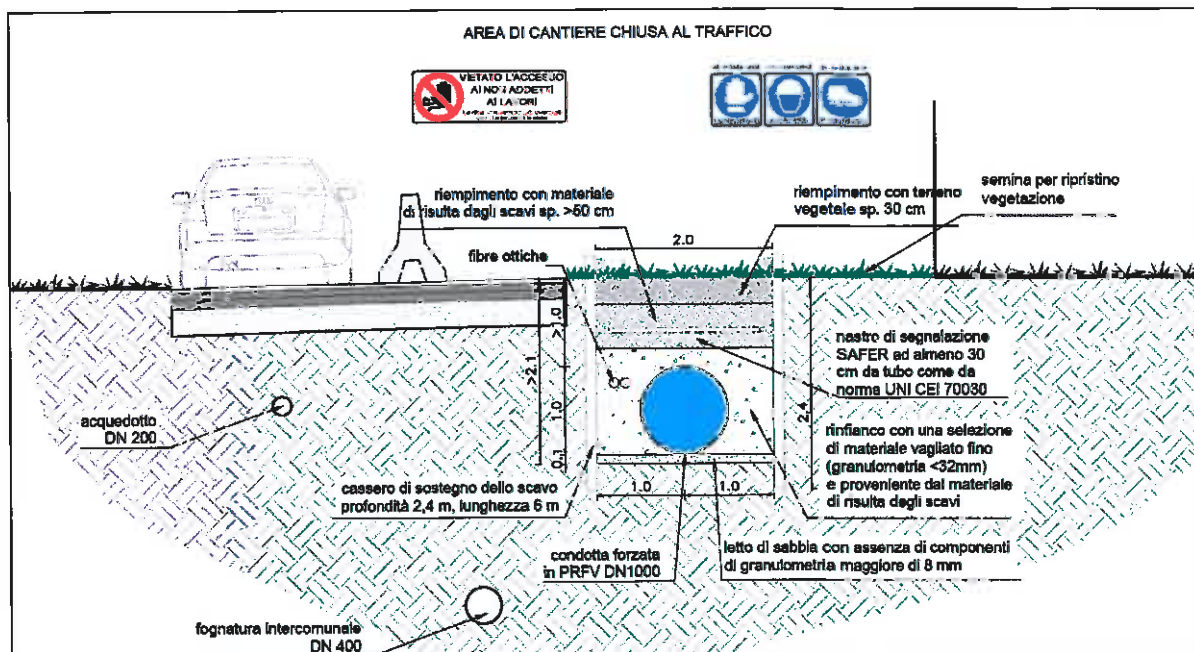 AREA DI CANTIERE CHIUSA AL TRAFFICO
VIETATO L'ACCESSO
AI NON ADDETTI
AI LAVORI
riempimento con materiale
di risulta dagli scavi sp. >50 cm
riempimento con terreno
vegetale sp. 30 cm
semina per ripristino
vegetazione
2.0
fibre ottiche
>1.0
>2.1
1.0
0.1
2,4
nastro di segnalazione
SAFER ad almeno 30
cm da tubo come da
norma UNI CEI 70030
acquedotto
DN 200
rinfianco con una selezione
di materiale vagliato fino
(granulometria <32mm)
e proveniente dal materiale
di risulta degli scavi
cassero di sostegno dello scavo
profondità 2,4 m, lunghezza 6 m
1.0
1.0
condotta forzata
in PRFV DN1000
letto di sabbia con assenza di componenti
di granulometria maggiore di 8 mm
fognatura intercomunale
DN 400